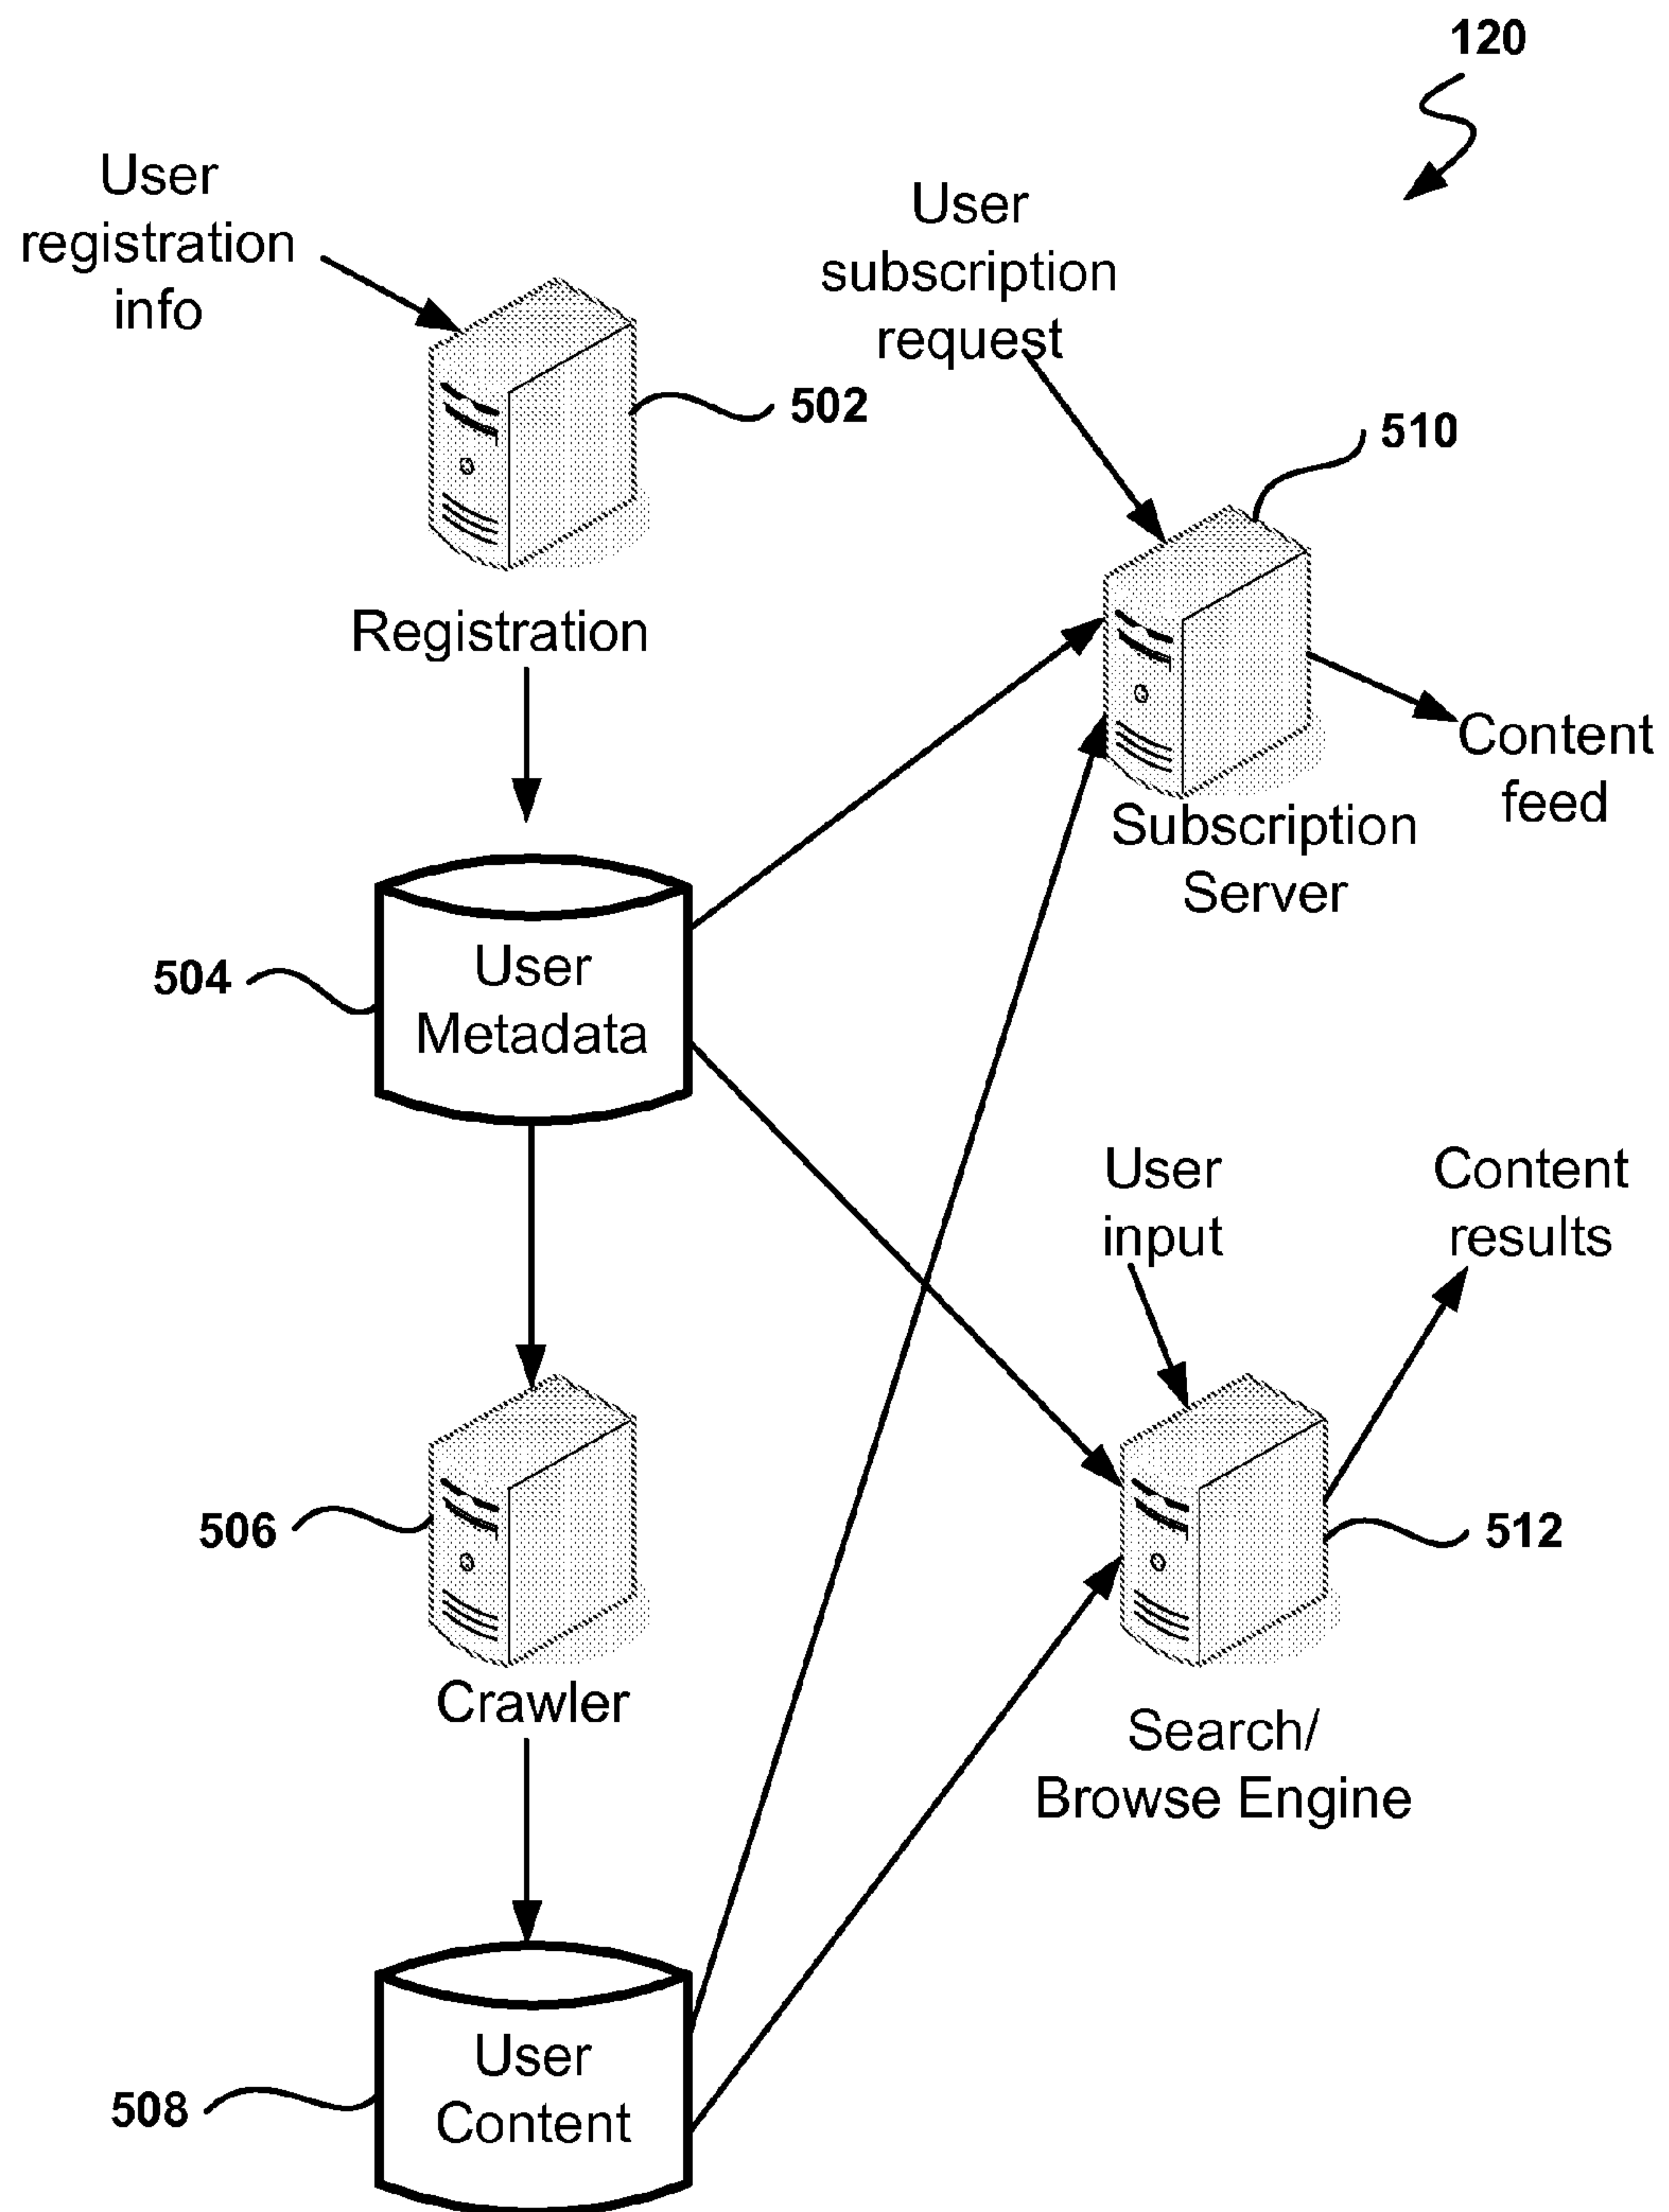 120
User
registration
info
User
subscription
request
502
510
Registration
Content
feed
Subscription
Server
504
User
Metadata
User
input
Content
results
506
512
Crawler
Search/
Browse Engine
508
User
Content